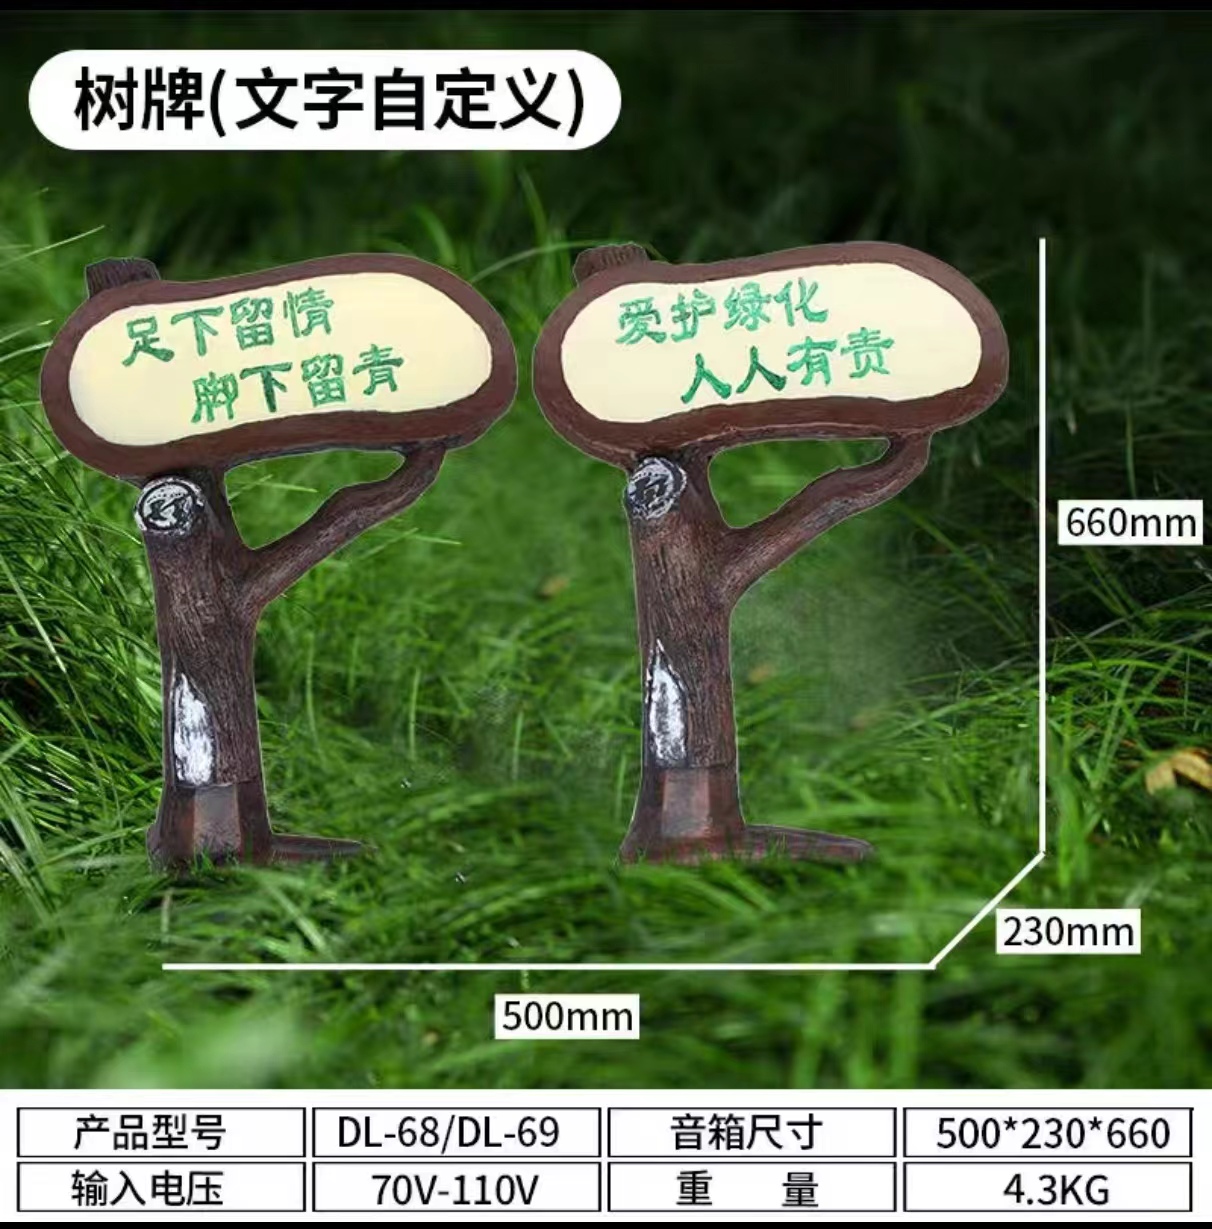 树牌(文字自定义)
足下留情
脚下留青
爱护绿化
人人有责
660mm
230mm
500mm
产品型号 DL-68/DL-69 音箱尺寸 500*230*660
输入电压 70V-110V 重 量 4.3KG